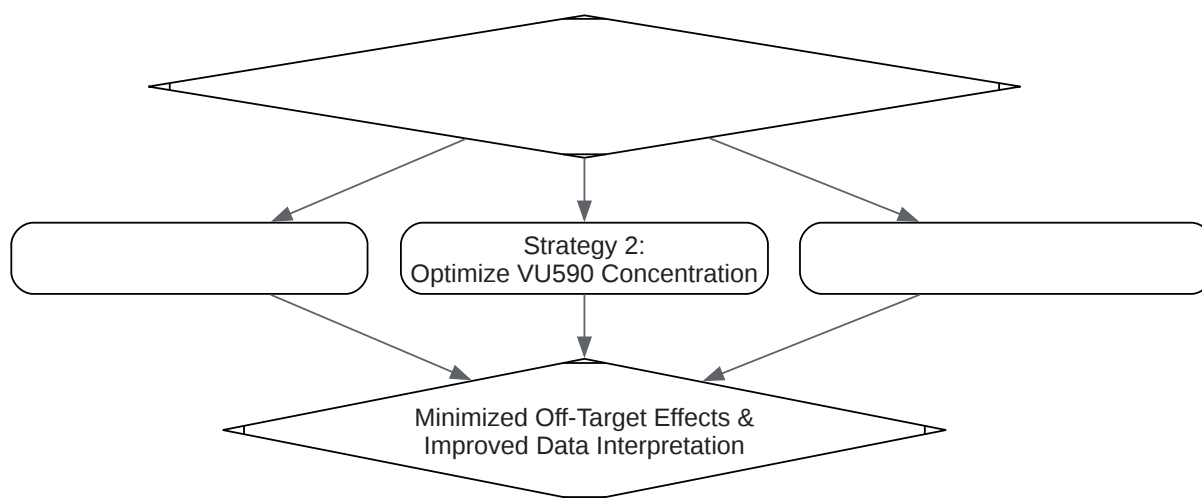 Strategy 2:
Optimize VU590 Concentration
Minimized Off-Target Effects &
Improved Data Interpretation